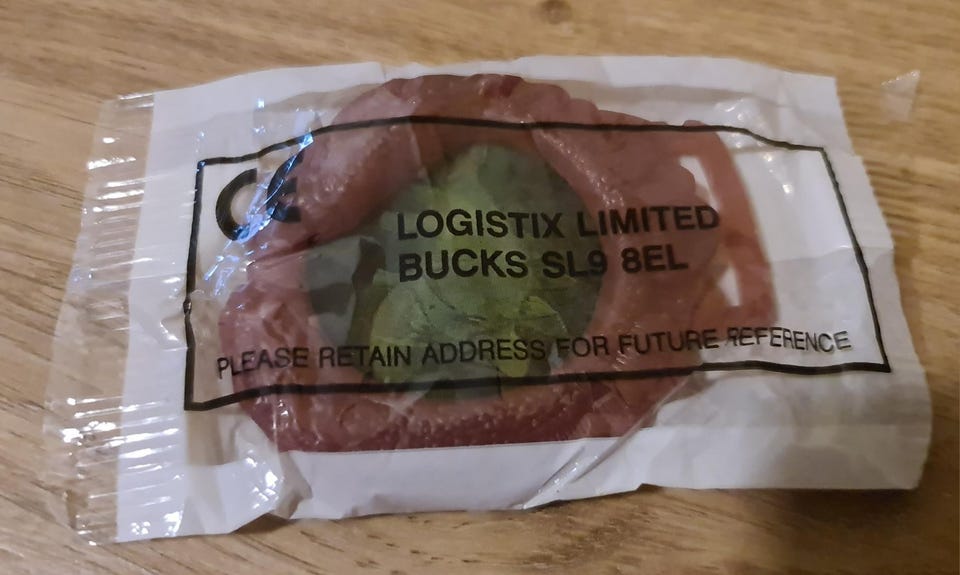 CE
LOGISTIX LIMITED
BUCKS SL9 8EL
PLEASE RETAIN ADDRESS FOR FUTURE REFERENCE